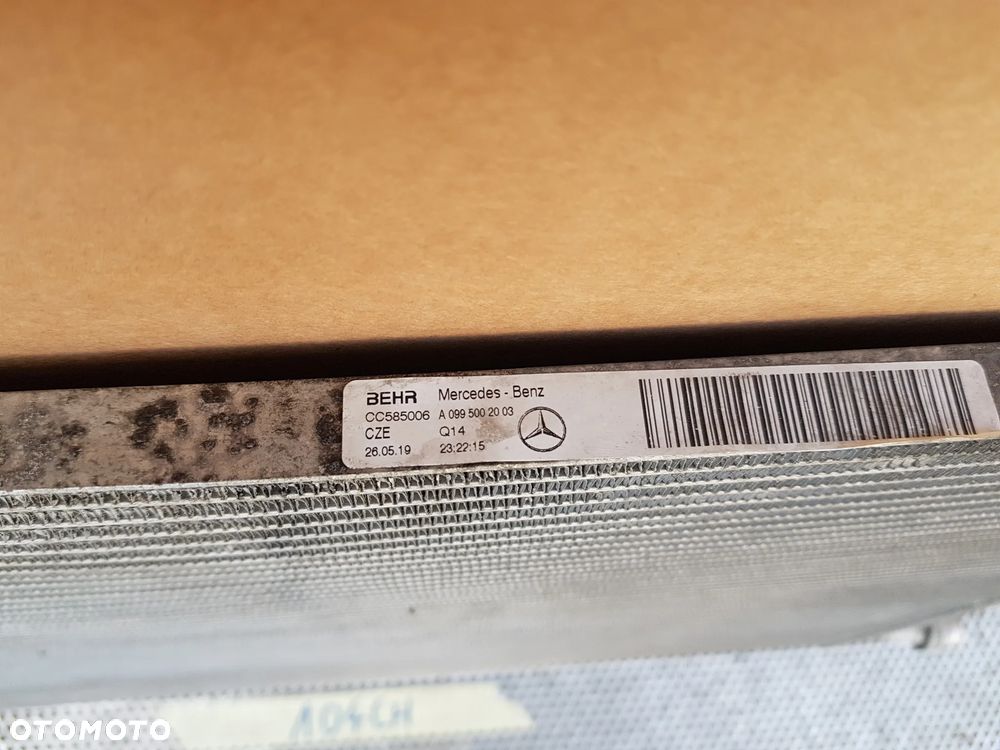 BEHR Mercedes - Benz
CC585006 A 099 500 20 03
CZE Q14
26.05.19 23:22:15
OTOMOTO